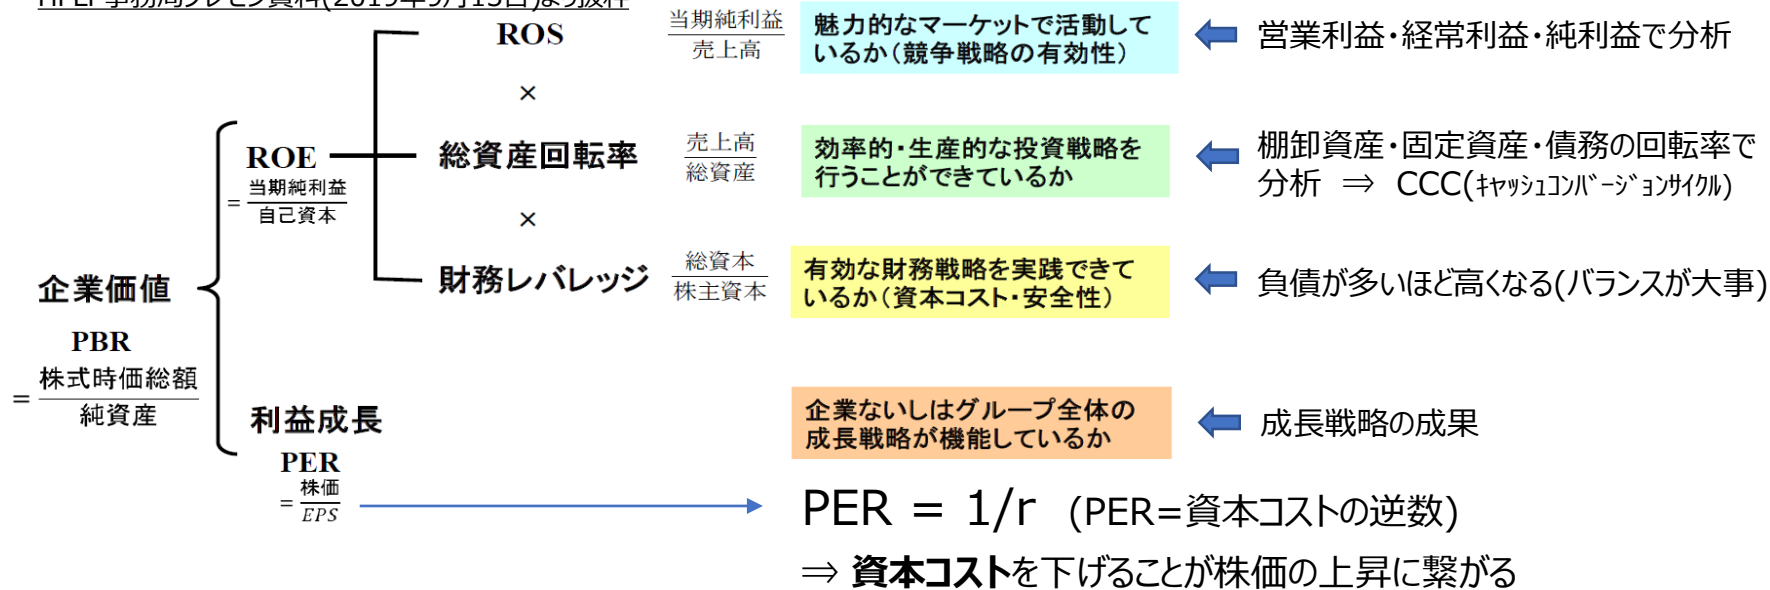 ROS
当期純利益
売上高
魅力的なマーケットで活動して
いるか(競争戦略の有効性)
営業利益・経常利益・純利益で分析
×
ROE
= 当期純利益
自己資本
総資産回転率
売上高
総資産
効率的・生産的な投資戦略を
行うことができているか
棚卸資産・固定資産・債務の回転率で
分析 ⇒ CCC(ｷｬｯｼｭｺﾝﾊﾞｰｼﾞｮﾝｻｲｸﾙ)
×
財務レバレッジ
総資本
株主資本
有効な財務戦略を実践できて
いるか(資本コスト・安全性)
負債が多いほど高くなる(バランスが大事)
企業価値
PBR
= 株式時価総額
純資産
利益成長
PER
= 株価
EPS
企業ないしはグループ全体の
成長戦略が機能しているか
成長戦略の成果
PER = 1/r (PER=資本コストの逆数)
⇒ 資本コストを下げることが株価の上昇に繋がる